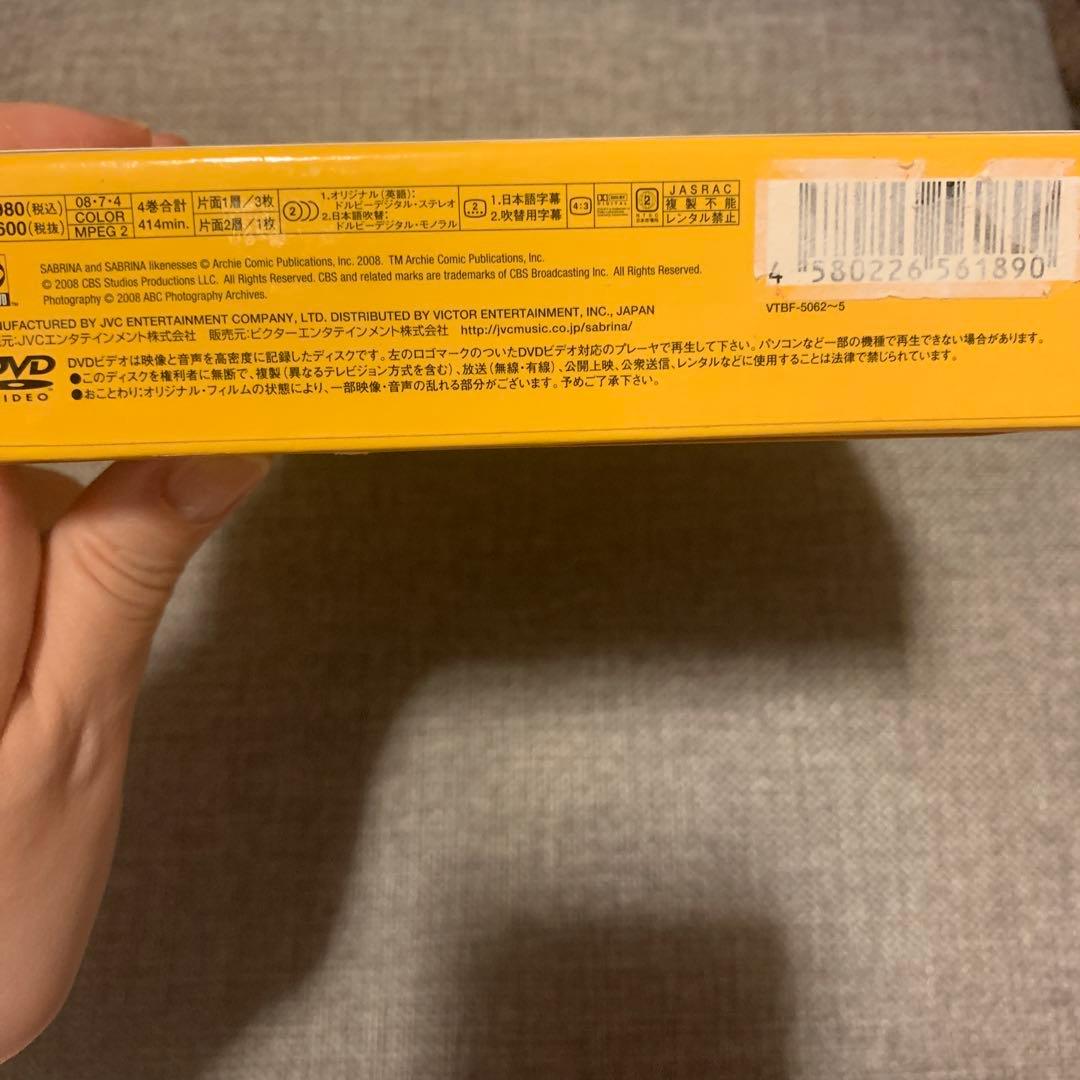 980(税込) 08・7・4 4巻合計 片面1層/3枚 1.オリジナル(英語): 1.日本語字幕 4:3 JASRAC
600(税抜) COLOR 414min. 片面2層/1枚 ドルビーデジタル・ステレオ 2.吹替用字幕 複製不能
MPEG 2 2.日本語吹替: レンタル禁止
ドルビーデジタル・モノラル
SABRINA and SABRINA likenesses © Archie Comic Publications, Inc. 2008. TM Archie Comic Publications, Inc.
© 2008 CBS Studios Productions LLC. All Rights Reserved. CBS and related marks are trademarks of CBS Broadcasting Inc. All Rights Reserved.
Photography © 2008 ABC Photography Archives.
4 580226 561890
VTBF-5062〜5
NUFACTURED BY JVC ENTERTAINMENT COMPANY, LTD. DISTRIBUTED BY VICTOR ENTERTAINMENT, INC., JAPAN
元:JVCエンタテインメント株式会社 販売元:ビクターエンタテインメント株式会社 http://jvcmusic.co.jp/sabrina/
DVD VIDEO
DVDビデオは映像と音声を高密度に記録したディスクです。左のロゴマークのついたDVDビデオ対応のプレーヤで再生して下さい。パソコンなど一部の機種で再生できない場合があります。
●このディスクを権利者に無断で、複製(異なるテレビジョン方式を含む)、放送(無線・有線)、公開上映、公衆送信、レンタルなどに使用することは法律で禁じられています。
●おことわり:オリジナル・フィルムの状態により、一部映像・音声の乱れる部分がございます。予めご了承下さい。